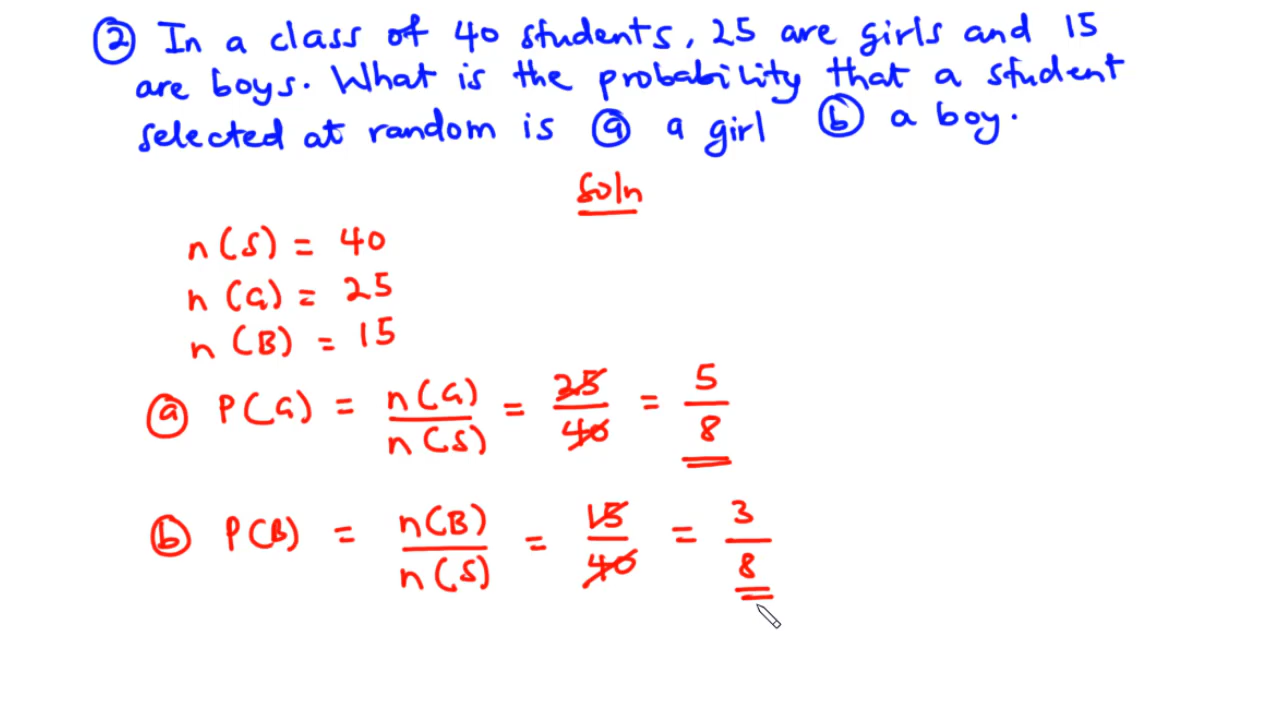 ② In a class of 40 students, 25 are girls and 15
are boys. What is the probability that a student
selected at random is ⓐ a girl ⓑ a boy.
Soln
n(S) = 40
n(G) = 25
n(B) = 15
ⓐ P(G) = n(G)/n(S) = 25/40 = 5/8
ⓑ P(B) = n(B)/n(S) = 15/40 = 3/8